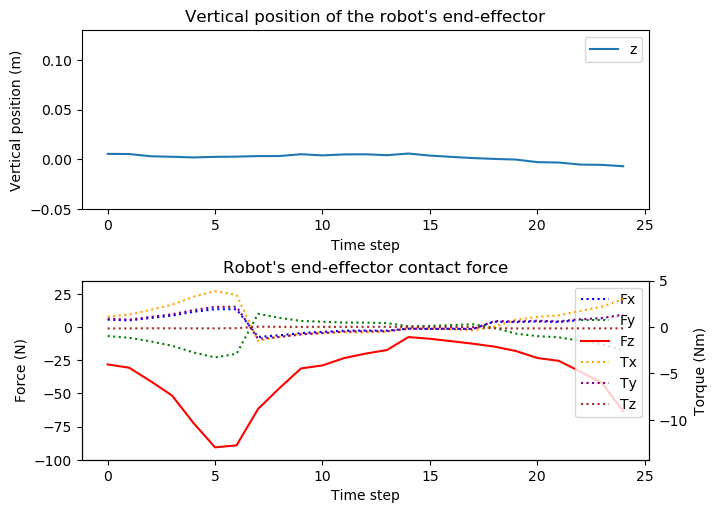 Vertical position of the robot's end-effector
Vertical position (m)
0.10
0.05
0.00
−0.05
z
0 5 10 15 20 25
Time step
Robot's end-effector contact force
Force (N)
25
0
−25
−50
−75
−100
Fx
Fy
Fz
Tx
Ty
Tz
5
0
−5
−10
Torque (Nm)
0 5 10 15 20 25
Time step